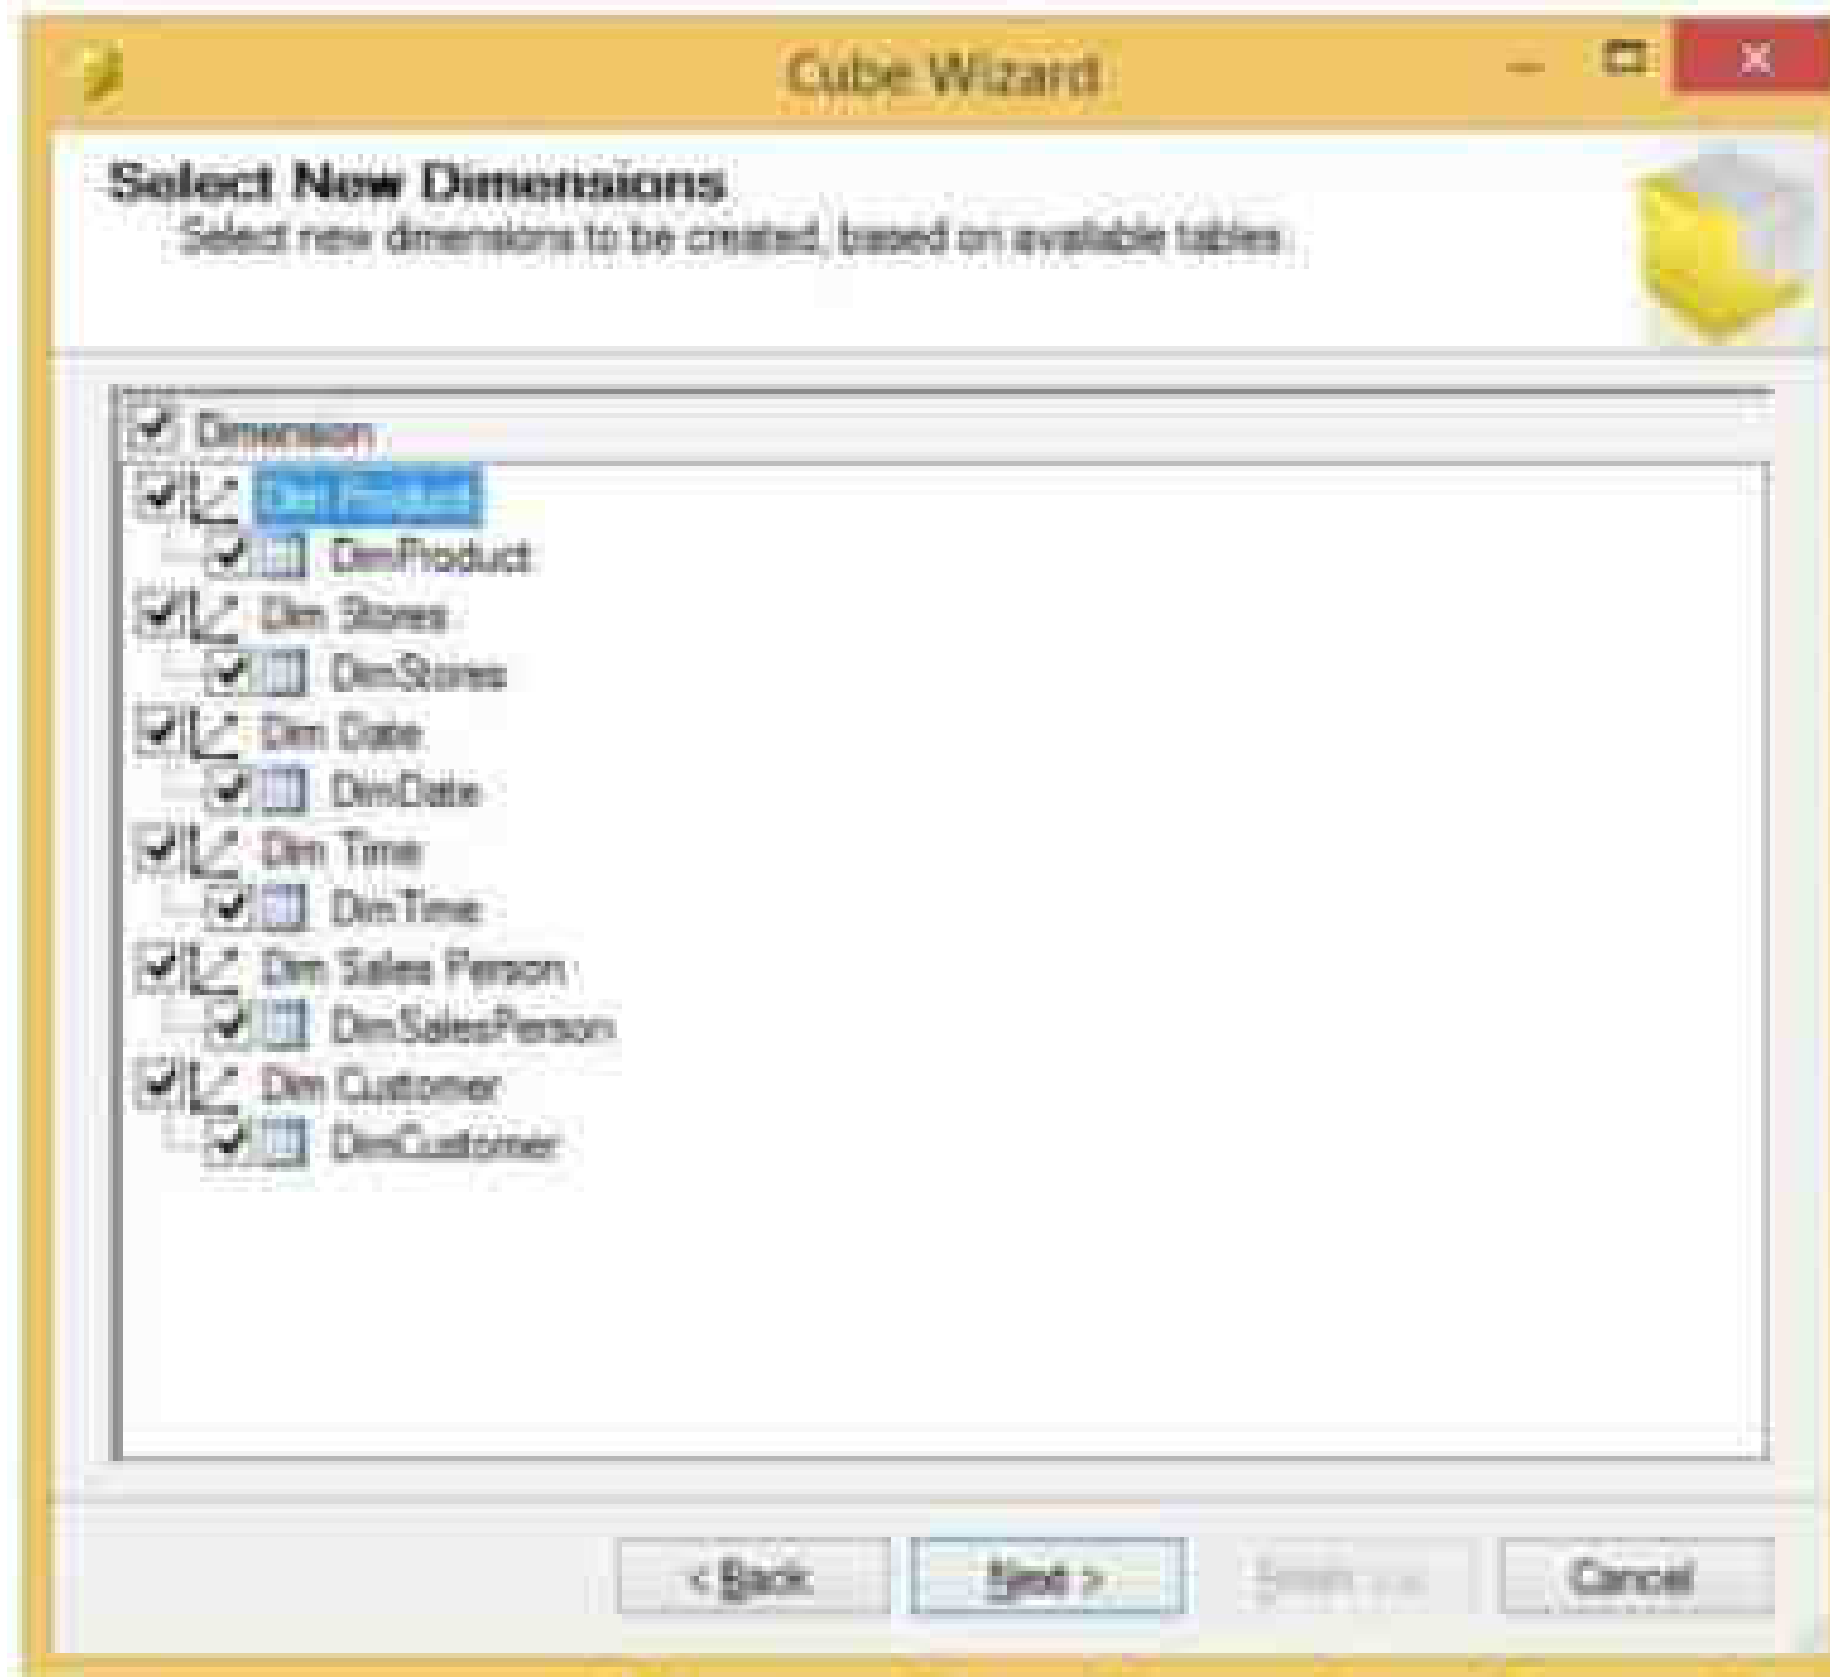 Cube Wizard
Select New Dimensions
Select new dimensions to be created, based on available tables.
Dimension
Dim Product
DimProduct
Dim Stores
DimStores
Dim Date
DimDate
Dim Time
DimTime
Dim Sales Person
DimSalesPerson
Dim Customer
DimCustomer
< Back
Next >
Cancel